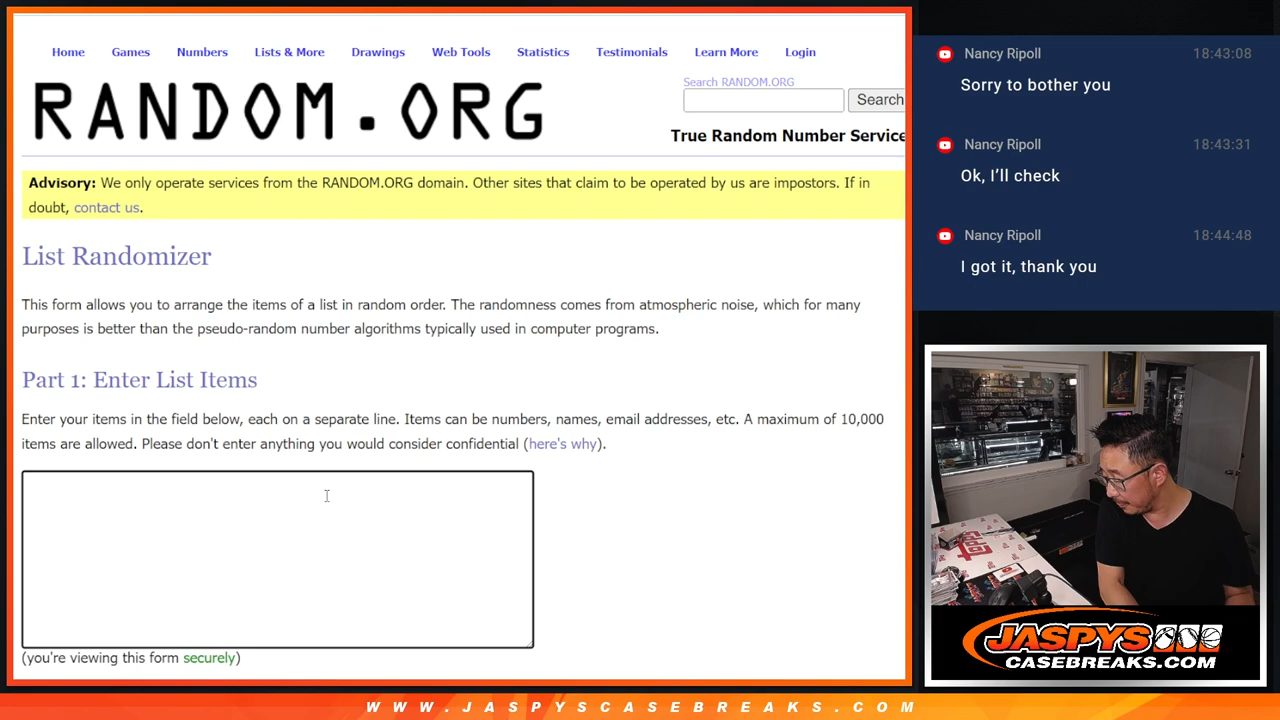 Home Games Numbers Lists & More Drawings Web Tools Statistics Testimonials Learn More Login
RANDOM.ORG
Search RANDOM.ORG
Search
True Random Number Service
Advisory: We only operate services from the RANDOM.ORG domain. Other sites that claim to be operated by us are impostors. If in
doubt, contact us.
List Randomizer
This form allows you to arrange the items of a list in random order. The randomness comes from atmospheric noise, which for many
purposes is better than the pseudo-random number algorithms typically used in computer programs.
Part 1: Enter List Items
Enter your items in the field below, each on a separate line. Items can be numbers, names, email addresses, etc. A maximum of 10,000
items are allowed. Please don't enter anything you would consider confidential (here's why).
(you're viewing this form securely)
Nancy Ripoll 18:43:08
Sorry to bother you
Nancy Ripoll 18:43:31
Ok, I’ll check
Nancy Ripoll 18:44:48
I got it, thank you
topps
JASPYS
CASEBREAKS.COM
WWW.JASPYSCASEBREAKS.COM